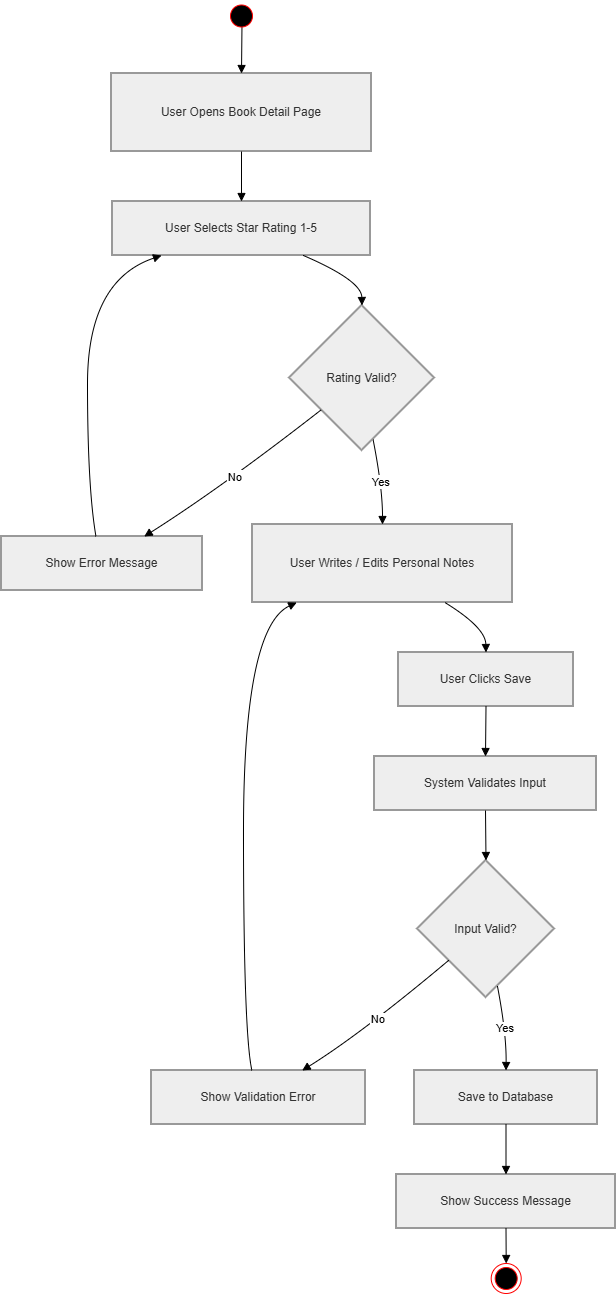 User Opens Book Detail Page
User Selects Star Rating 1-5
Rating Valid?
No
Yes
Show Error Message
User Writes / Edits Personal Notes
User Clicks Save
System Validates Input
Input Valid?
No
Yes
Show Validation Error
Save to Database
Show Success Message